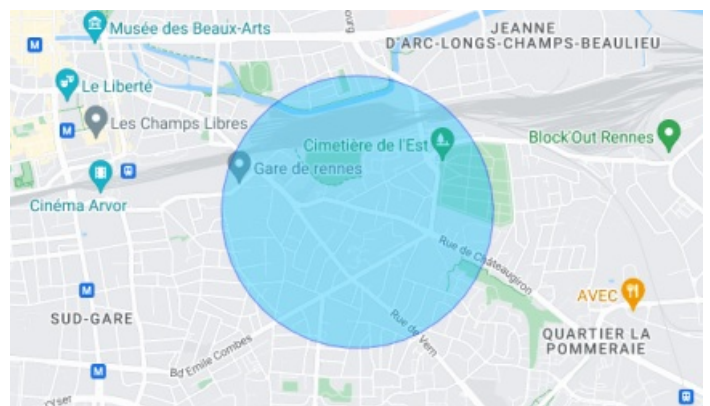 Musée des Beaux-Arts
JEANNE
D'ARC-LONGS-CHAMPS-BEAULIEU
M
Le Liberté
M
Les Champs Libres
Cimetière de l'Est
Block'Out Rennes
Gare de rennes
Cinéma Arvor
Rue de Châteaugiron
M
AVEC
SUD-GARE
Rue de Vern
QUARTIER LA
POMMERAIE
Bd Emile Combes
M